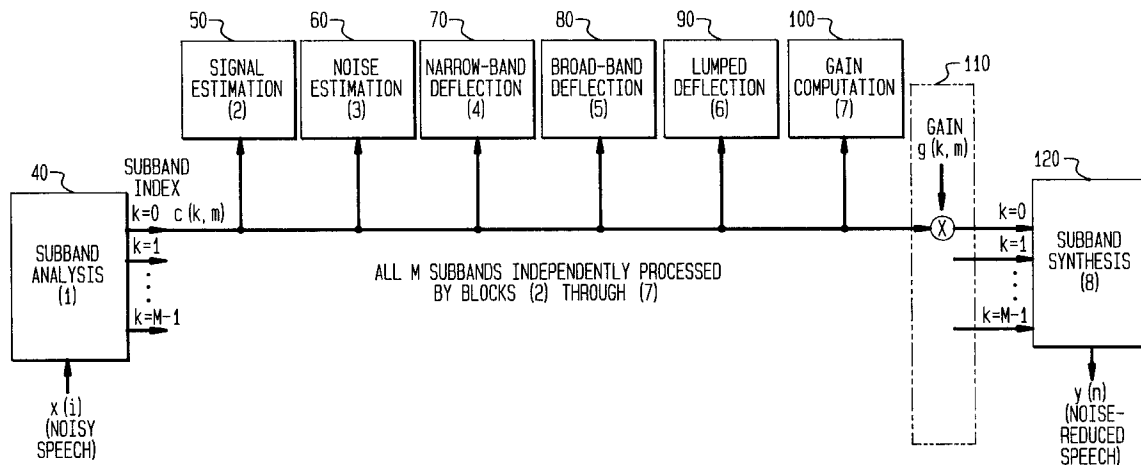 50
60
70
80
90
100
SIGNAL
ESTIMATION
(2)
NOISE
ESTIMATION
(3)
NARROW-BAND
DEFLECTION
(4)
BROAD-BAND
DEFLECTION
(5)
LUMPED
DEFLECTION
(6)
GAIN
COMPUTATION
(7)
110
GAIN
g (k, m)
X
40
SUBBAND
INDEX
k=0 c (k, m)
k=1
k=M-1
SUBBAND
ANALYSIS
(1)
ALL M SUBBANDS INDEPENDENTLY PROCESSED
BY BLOCKS (2) THROUGH (7)
120
k=0
k=1
k=M-1
SUBBAND
SYNTHESIS
(8)
x (i)
(NOISY
SPEECH)
y (n)
(NOISE-
REDUCED
SPEECH)